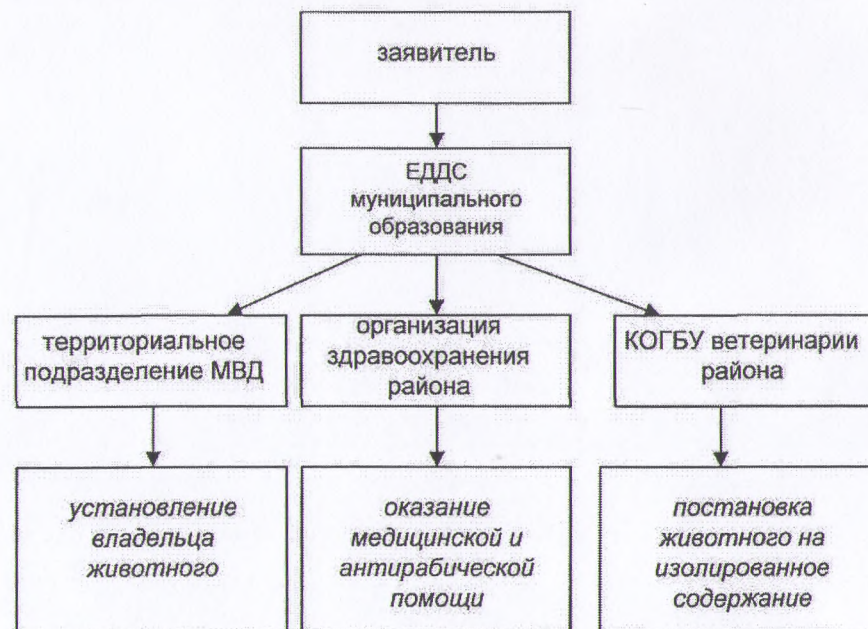 заявитель
ЕДДС
муниципального
образования
территориальное
подразделение МВД
организация
здравоохранения
района
КОГБУ ветеринарии
района
установление
владельца
животного
оказание
медицинской и
антирабической
помощи
постановка
животного на
изолированное
содержание